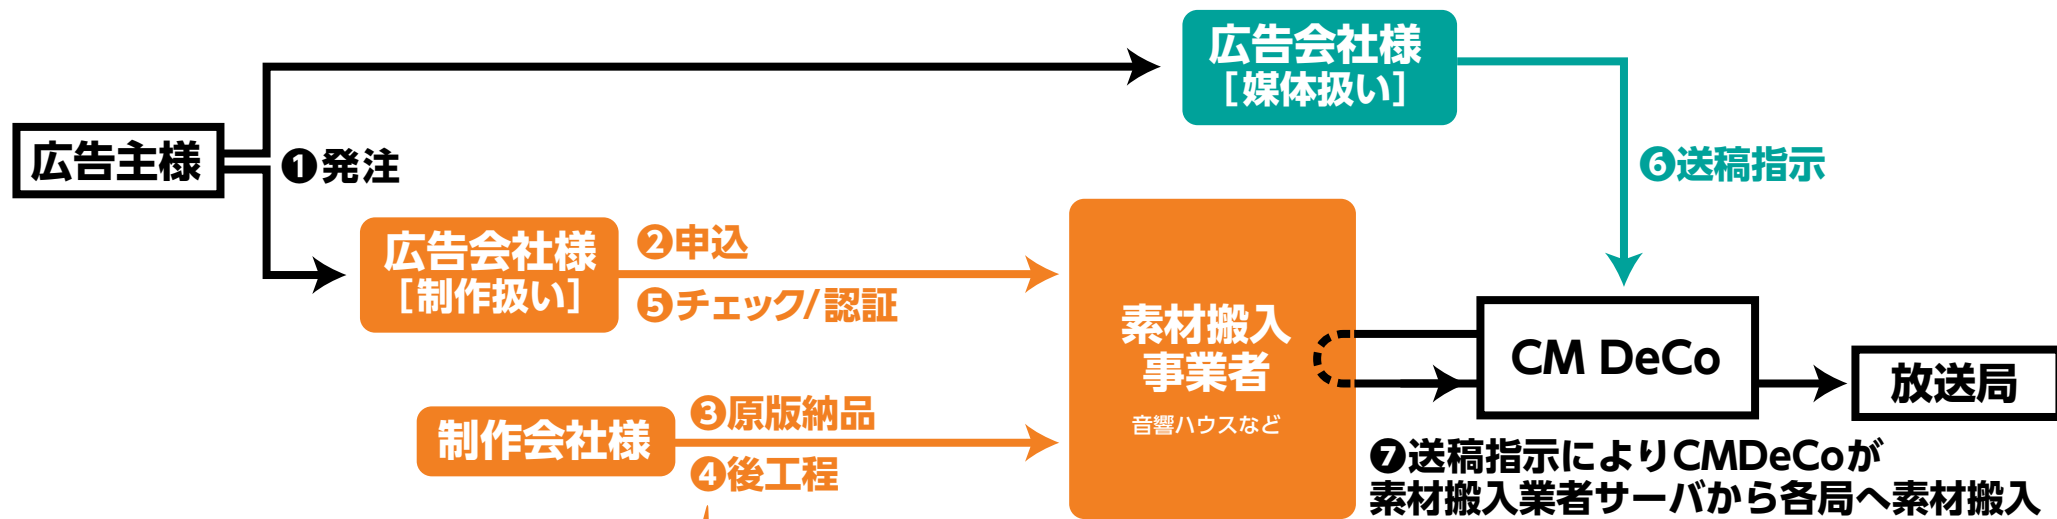 広告会社様
[媒体扱い]
広告主様
❶発注
❻送稿指示
広告会社様
[制作扱い]
❷申込
❺チェック/認証
素材搬入
事業者
音響ハウスなど
CM DeCo
放送局
制作会社様
❸原版納品
❹後工程
❼送稿指示によりCMDeCoが
素材搬入業者サーバから各局へ素材搬入